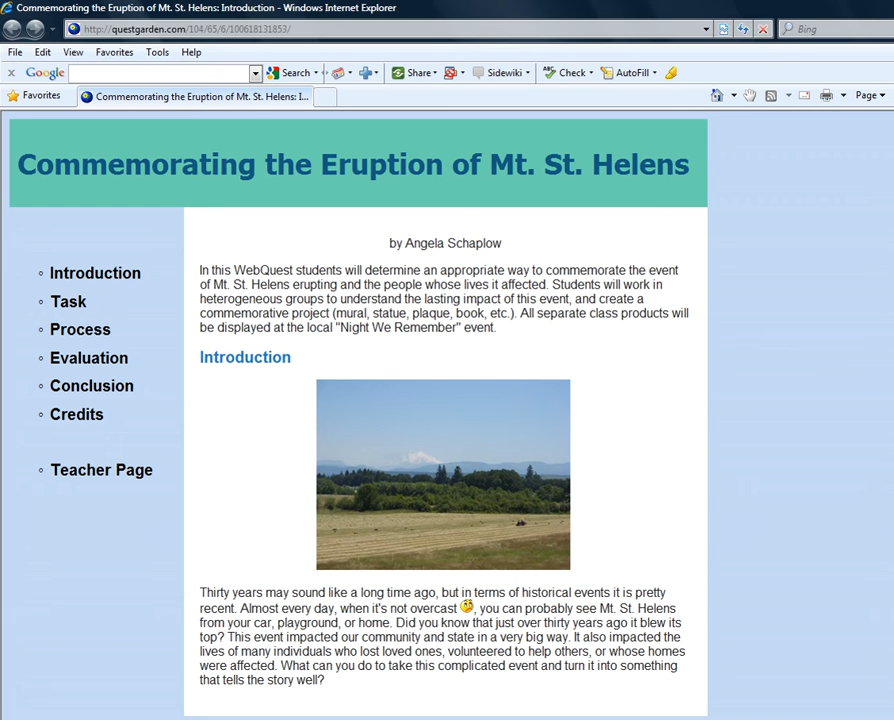 Commemorating the Eruption of Mt. St. Helens: Introduction - Windows Internet Explorer
http://questgarden.com/104/65/6/100618131853/
Bing
File Edit View Favorites Tools Help
x Google Search Share Sidewiki Check AutoFill
Favorites Commemorating the Eruption of Mt. St. Helens: I... Page
Commemorating the Eruption of Mt. St. Helens
by Angela Schaplow
Introduction
Task
Process
Evaluation
Conclusion
Credits
Teacher Page
In this WebQuest students will determine an appropriate way to commemorate the event
of Mt. St. Helens erupting and the people whose lives it affected. Students will work in
heterogeneous groups to understand the lasting impact of this event, and create a
commemorative project (mural, statue, plaque, book, etc.). All separate class products will
be displayed at the local "Night We Remember" event.
Introduction
Thirty years may sound like a long time ago, but in terms of historical events it is pretty
recent. Almost every day, when it's not overcast , you can probably see Mt. St. Helens
from your car, playground, or home. Did you know that just over thirty years ago it blew its
top? This event impacted our community and state in a very big way. It also impacted the
lives of many individuals who lost loved ones, volunteered to help others, or whose homes
were affected. What can you do to take this complicated event and turn it into something
that tells the story well?